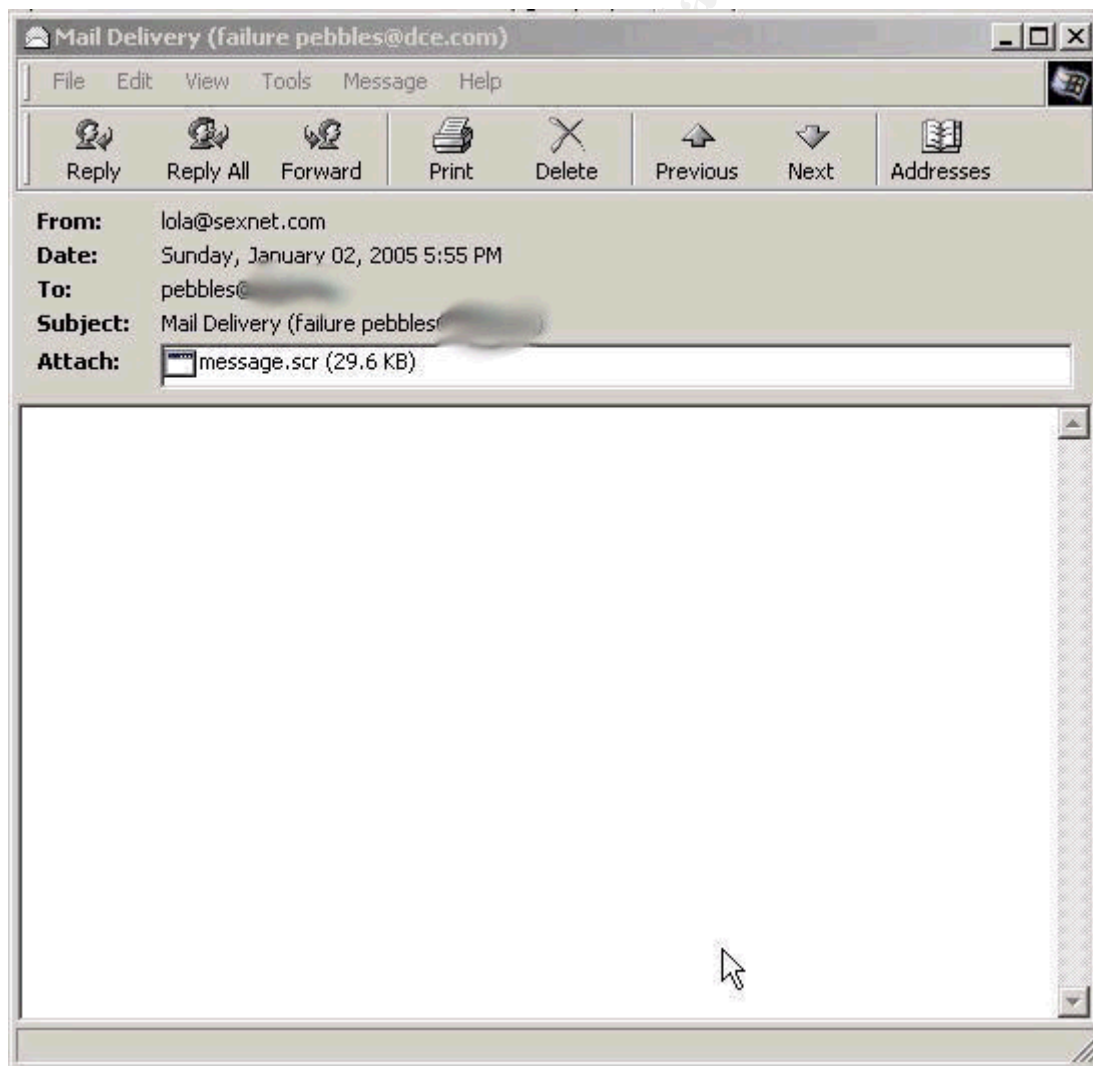 Mail Delivery (failure pebbles@dce.com)
File Edit View Tools Message Help
Reply Reply All Forward Print Delete Previous Next Addresses
From: lola@sexnet.com
Date: Sunday, January 02, 2005 5:55 PM
To: pebbles@
Subject: Mail Delivery (failure pebbles
Attach: message.scr (29.6 KB)